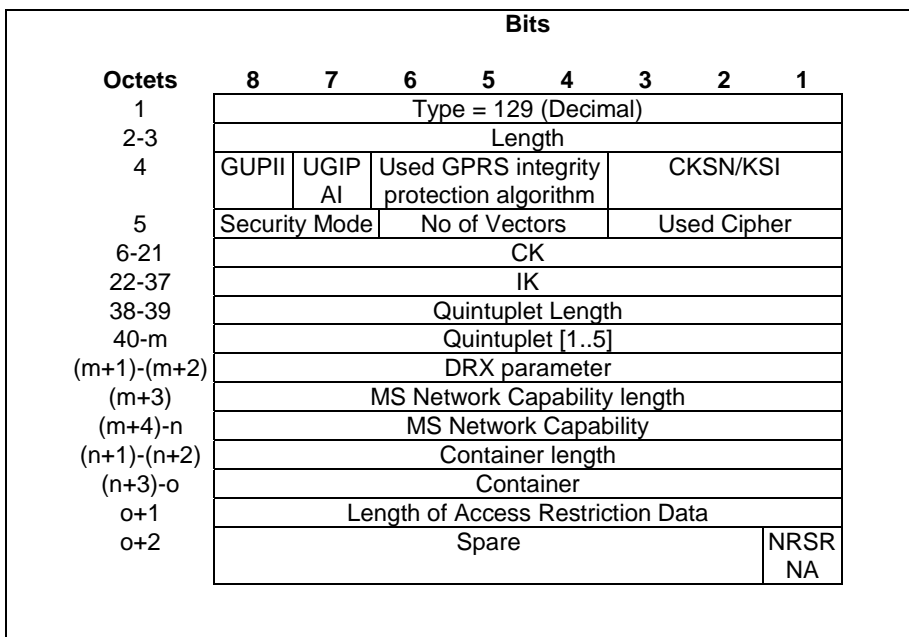 Bits
Octets 8 7 6 5 4 3 2 1
1 Type = 129 (Decimal)
2-3 Length
4 GUPII UGIP Used GPRS integrity CKSN/KSI
AI protection algorithm
5 Security Mode No of Vectors Used Cipher
6-21 CK
22-37 IK
38-39 Quintuplet Length
40-m Quintuplet [1..5]
(m+1)-(m+2) DRX parameter
(m+3) MS Network Capability length
(m+4)-n MS Network Capability
(n+1)-(n+2) Container length
(n+3)-o Container
o+1 Length of Access Restriction Data
o+2 Spare NRSR
NA